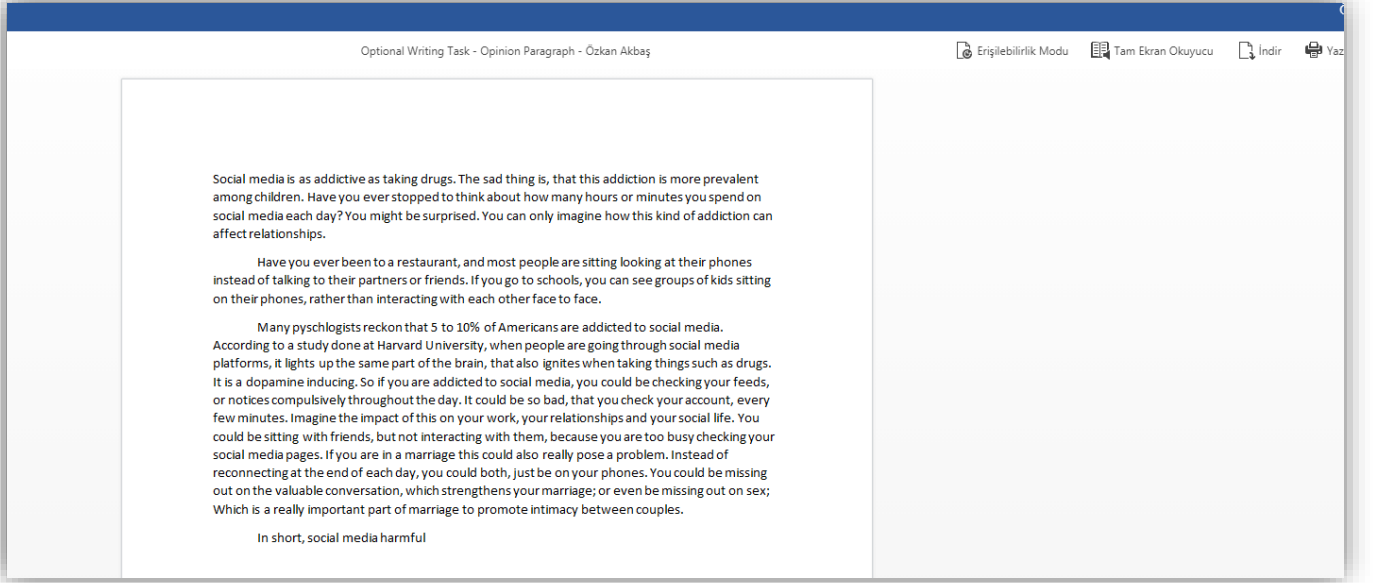 Optional Writing Task - Opinion Paragraph - Özkan Akbaş
Erişilebilirlik Modu
Tam Ekran Okuyucu
İndir
Yaz
Social media is as addictive as taking drugs. The sad thing is, that this addiction is more prevalent
among children. Have you ever stopped to think about how many hours or minutes you spend on
social media each day? You might be surprised. You can only imagine how this kind of addiction can
affect relationships.
Have you ever been to a restaurant, and most people are sitting looking at their phones
instead of talking to their partners or friends. If you go to schools, you can see groups of kids sitting
on their phones, rather than interacting with each other face to face.
Many pyschlogists reckon that 5 to 10% of Americans are addicted to social media.
According to a study done at Harvard University, when people are going through social media
platforms, it lights up the same part of the brain, that also ignites when taking things such as drugs.
It is a dopamine inducing. So if you are addicted to social media, you could be checking your feeds,
or notices compulsively throughout the day. It could be so bad, that you check your account, every
few minutes. Imagine the impact of this on your work, your relationships and your social life. You
could be sitting with friends, but not interacting with them, because you are too busy checking your
social media pages. If you are in a marriage this could also really pose a problem. Instead of
reconnecting at the end of each day, you could both, just be on your phones. You could be missing
out on the valuable conversation, which strengthens your marriage; or even be missing out on sex;
Which is a really important part of marriage to promote intimacy between couples.
In short, social media harmful